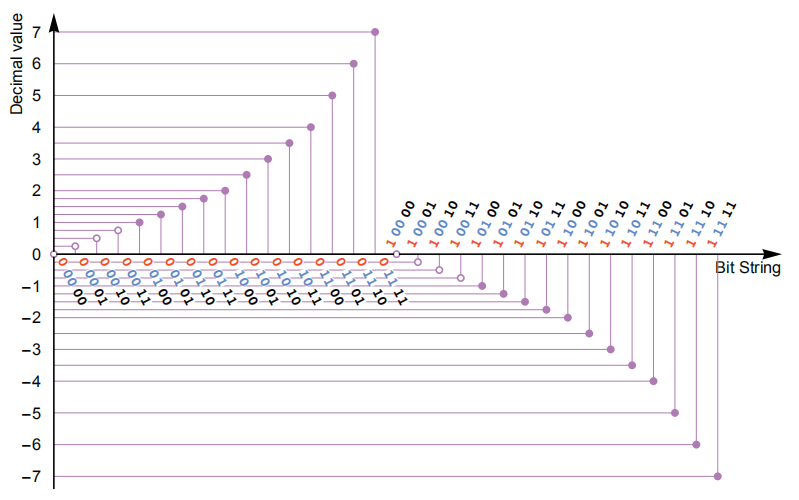 Decimal value
7
6
5
4
3
2
1
0
−1
−2
−3
−4
−5
−6
−7
0 00 00
0 00 01
0 00 10
0 00 11
0 01 00
0 01 01
0 01 10
0 01 11
0 10 00
0 10 01
0 10 10
0 10 11
0 11 00
0 11 01
0 11 10
0 11 11
1 00 00
1 00 01
1 00 10
1 00 11
1 01 00
1 01 01
1 01 10
1 01 11
1 10 00
1 10 01
1 10 10
1 10 11
1 11 00
1 11 01
1 11 10
1 11 11
Bit String